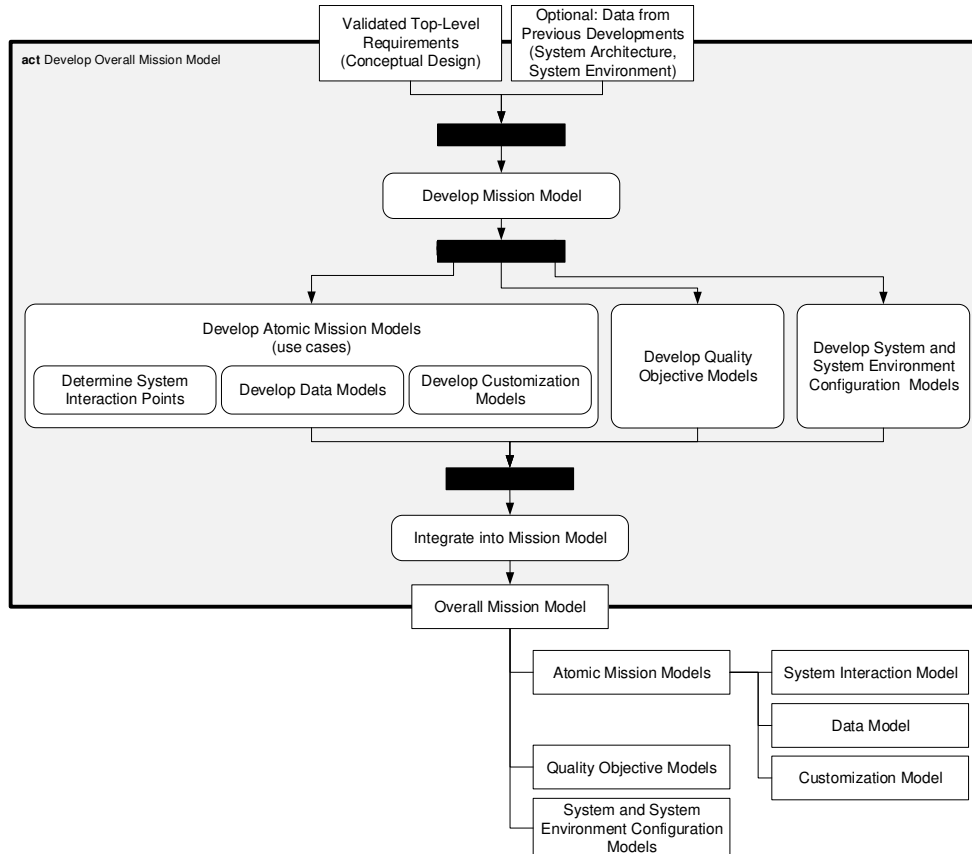 Validated Top-Level
Requirements
(Conceptual Design)
Optional: Data from
Previous Developments
(System Architecture,
System Environment)
act Develop Overall Mission Model
Develop Mission Model
Develop Atomic Mission Models
(use cases)
Determine System
Interaction Points
Develop Data Models
Develop Customization
Models
Develop Quality
Objective Models
Develop System and
System Environment
Configuration Models
Integrate into Mission Model
Overall Mission Model
Atomic Mission Models
System Interaction Model
Data Model
Quality Objective Models
Customization Model
System and System
Environment Configuration
Models